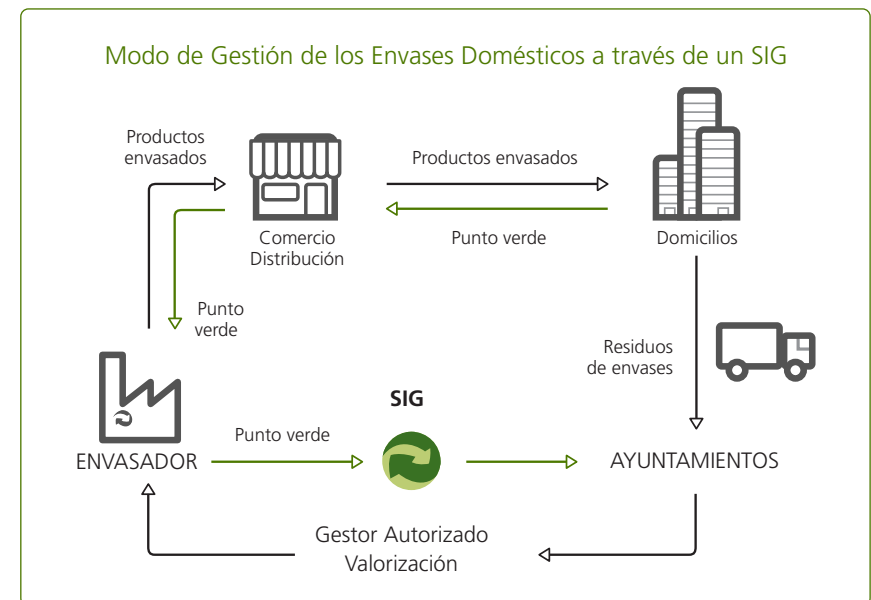 Modo de Gestión de los Envases Domésticos a través de un SIG
Productos
envasados
Productos envasados
Comercio
Distribución
Punto verde
Domicilios
Punto
verde
Residuos
de envases
SIG
Punto verde
ENVASADOR
AYUNTAMIENTOS
Gestor Autorizado
Valorización